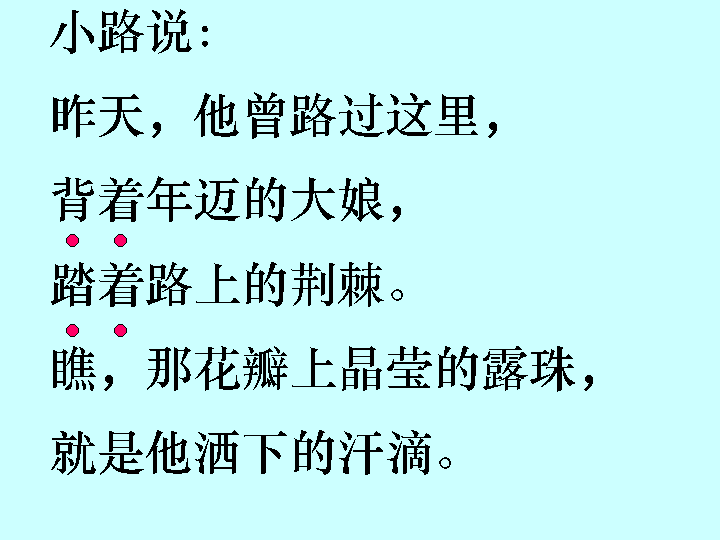 小路说：
昨天，他曾路过这里，
背着年迈的大娘，
踏着路上的荆棘。
瞧，那花瓣上晶莹的露珠，
就是他洒下的汗滴。